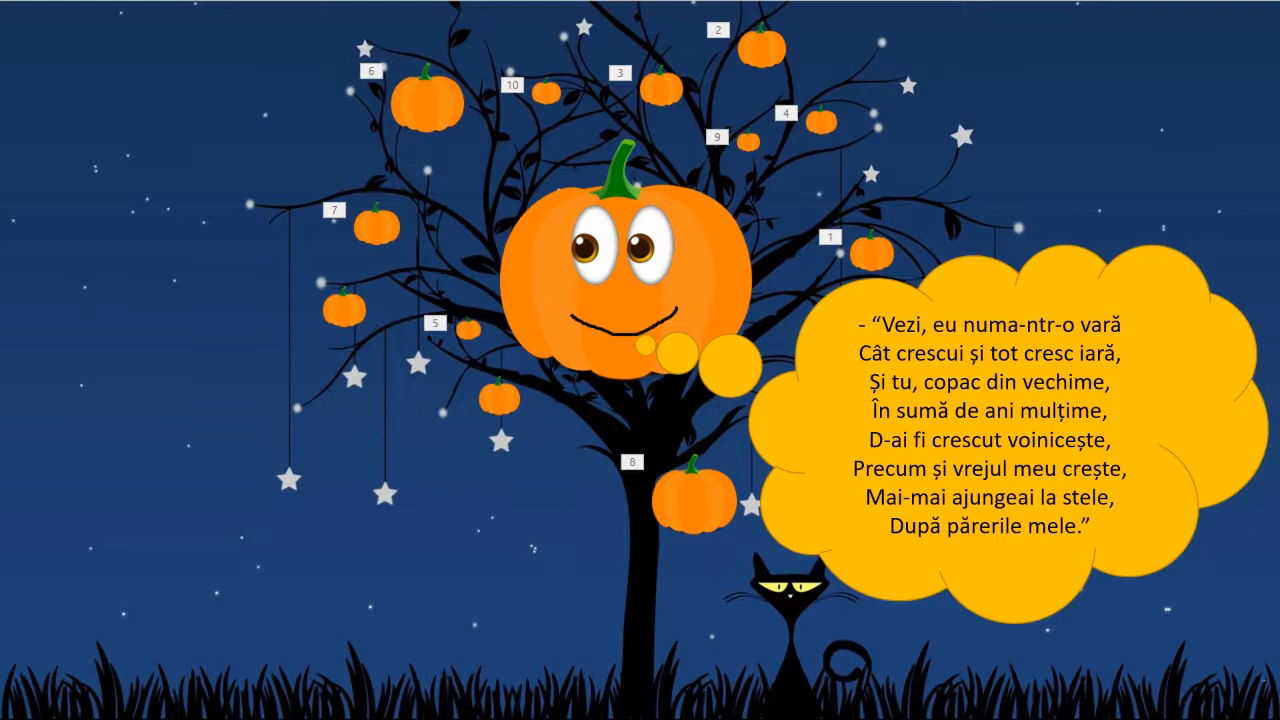 2
6
3
10
4
9
7
1
5
8
- “Vezi, eu numa-ntr-o vară
Cât crescui și tot cresc iară,
Și tu, copac din vechime,
În sumă de ani mulțime,
D-ai fi crescut voinicește,
Precum și vrejul meu crește,
Mai-mai ajungeai la stele,
După părerile mele.”